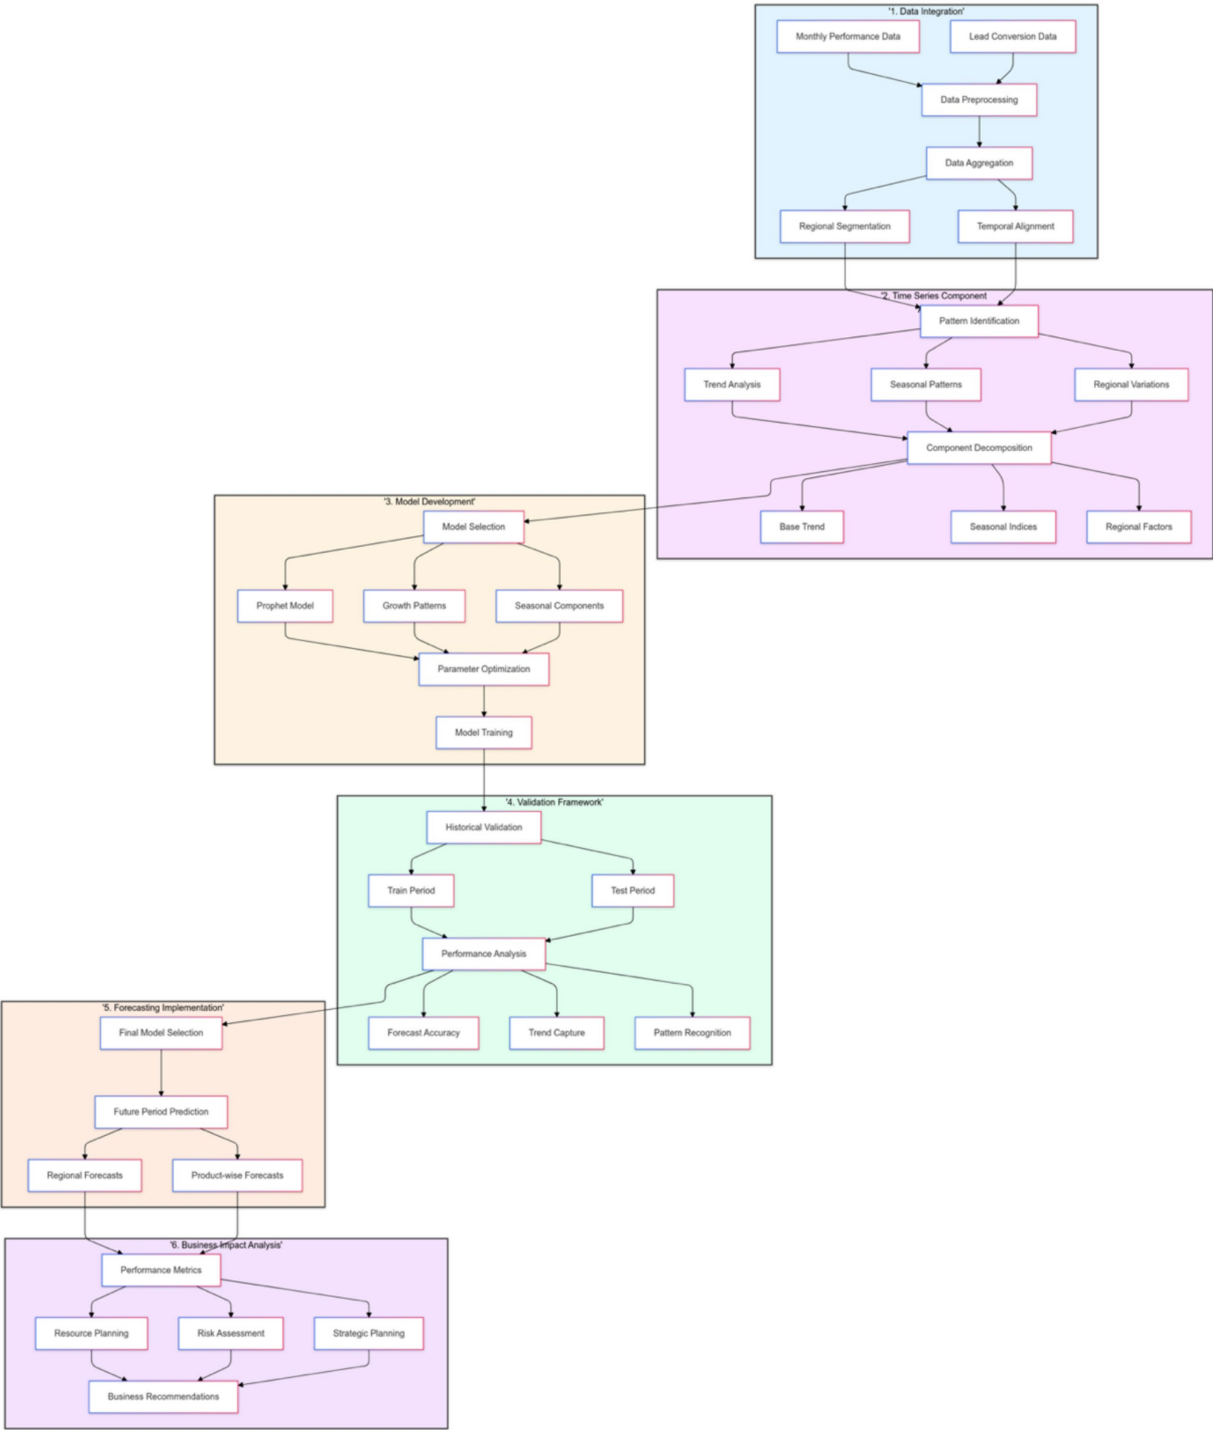 '1. Data Integration'
Monthly Performance Data
Lead Conversion Data
Data Preprocessing
Data Aggregation
Regional Segmentation
Temporal Alignment
'2. Time Series Component
Pattern Identification
Trend Analysis
Seasonal Patterns
Regional Variations
Component Decomposition
Base Trend
Seasonal Indices
Regional Factors
'3. Model Development'
Model Selection
Prophet Model
Growth Patterns
Seasonal Components
Parameter Optimization
Model Training
'4. Validation Framework'
Historical Validation
Train Period
Test Period
Performance Analysis
Forecast Accuracy
Trend Capture
Pattern Recognition
'5. Forecasting Implementation'
Final Model Selection
Future Period Prediction
Regional Forecasts
Product-wise Forecasts
'6. Business Impact Analysis'
Performance Metrics
Resource Planning
Risk Assessment
Strategic Planning
Business Recommendations